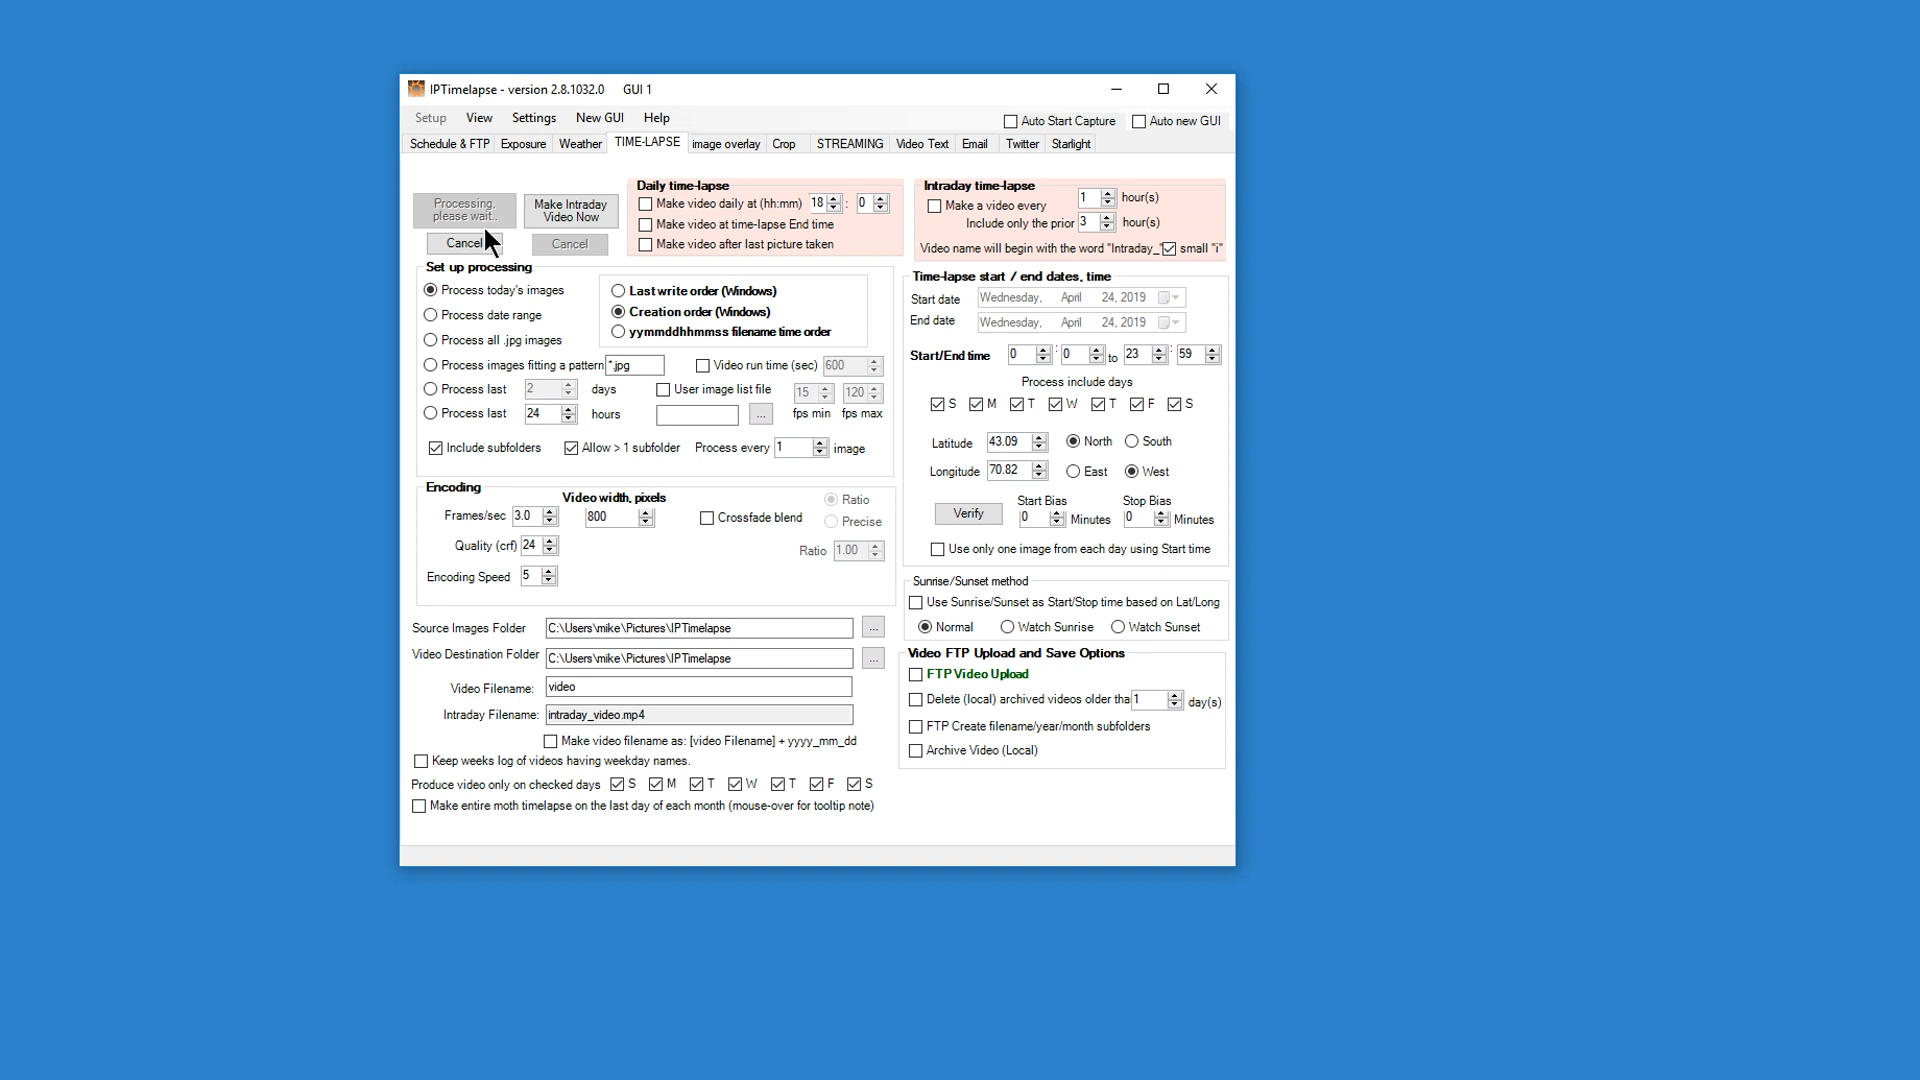 IPTimelapse - version 2.8.1032.0 GUI 1
Setup View Settings New GUI Help
Auto Start Capture Auto new GUI
Schedule & FTP Exposure Weather TIME-LAPSE image overlay Crop STREAMING Video Text Email Twitter Starlight
Processing, please wait..
Cancel
Make Intraday Video Now
Cancel
Daily time-lapse
Make video daily at (hh:mm) 18 : 0
Make video at time-lapse End time
Make video after last picture taken
Intraday time-lapse
Make a video every 1 hour(s)
Include only the prior 3 hour(s)
Video name will begin with the word "Intraday_" small "i"
Set up processing
Process today's images
Process date range
Process all .jpg images
Process images fitting a pattern *.jpg
Process last 2 days
Process last 24 hours
Last write order (Windows)
Creation order (Windows)
yymmddhhmmss filename time order
Video run time (sec) 600
User image list file 15 120
... fps min fps max
Include subfolders Allow > 1 subfolder Process every 1 image
Encoding
Frames/sec 3.0
Quality (crf) 24
Encoding Speed 5
Video width, pixels
800
Crossfade blend
Ratio
Precise
Ratio 1.00
Source Images Folder C:\Users\mike\Pictures\IPTimelapse ...
Video Destination Folder C:\Users\mike\Pictures\IPTimelapse ...
Video Filename: video
Intraday Filename: intraday_video.mp4
Make video filename as: [video Filename] + yyyy_mm_dd
Keep weeks log of videos having weekday names.
Produce video only on checked days S M T W T F S
Make entire moth timelapse on the last day of each month (mouse-over for tooltip note)
Time-lapse start / end dates, time
Start date Wednesday, April 24, 2019
End date Wednesday, April 24, 2019
Start/End time 0 : 0 to 23 : 59
Process include days
S M T W T F S
Latitude 43.09 North South
Longitude 70.82 East West
Verify
Start Bias
0 Minutes
Stop Bias
0 Minutes
Use only one image from each day using Start time
Sunrise/Sunset method
Use Sunrise/Sunset as Start/Stop time based on Lat/Long
Normal Watch Sunrise Watch Sunset
Video FTP Upload and Save Options
FTP Video Upload
Delete (local) archived videos older tha 1 day(s)
FTP Create filename/year/month subfolders
Archive Video (Local)